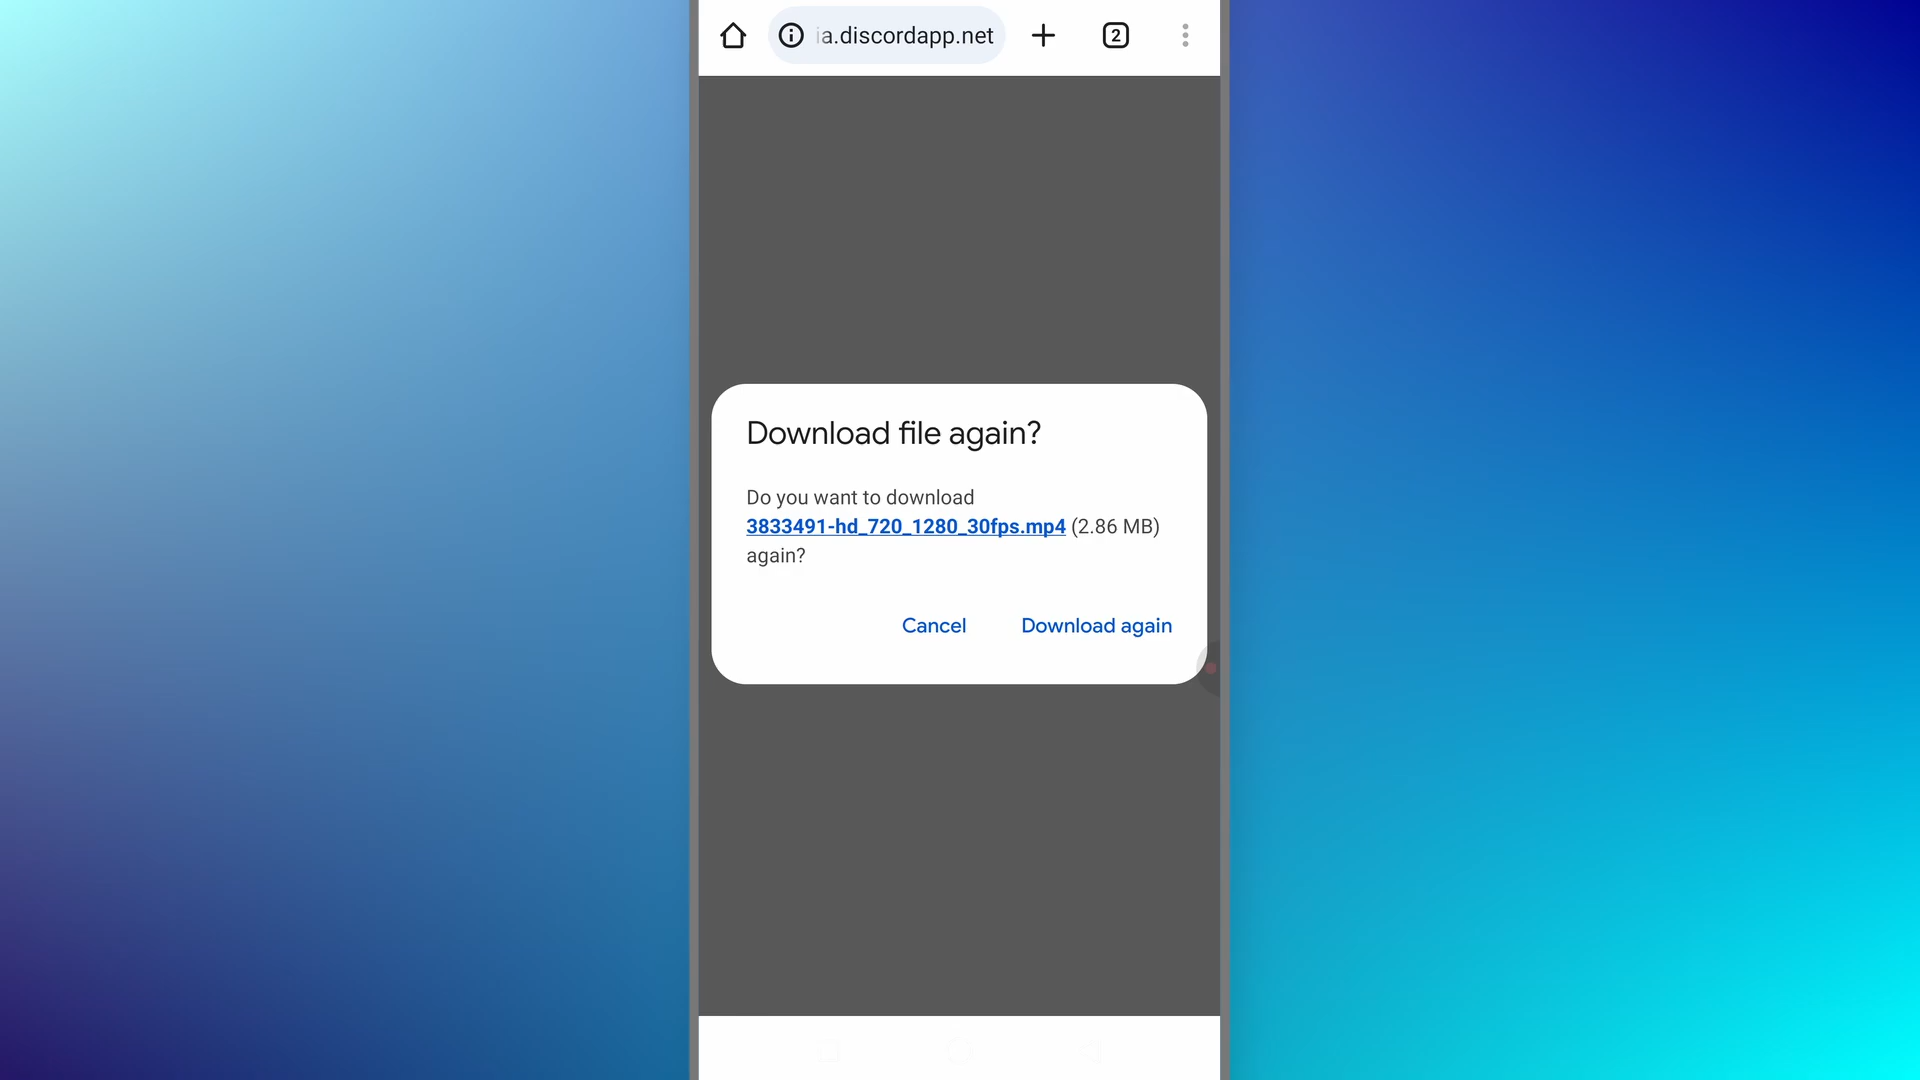 a.discordapp.net
2
Download file again?
Do you want to download
3833491-hd_720_1280_30fps.mp4 (2.86 MB)
again?
Cancel Download again